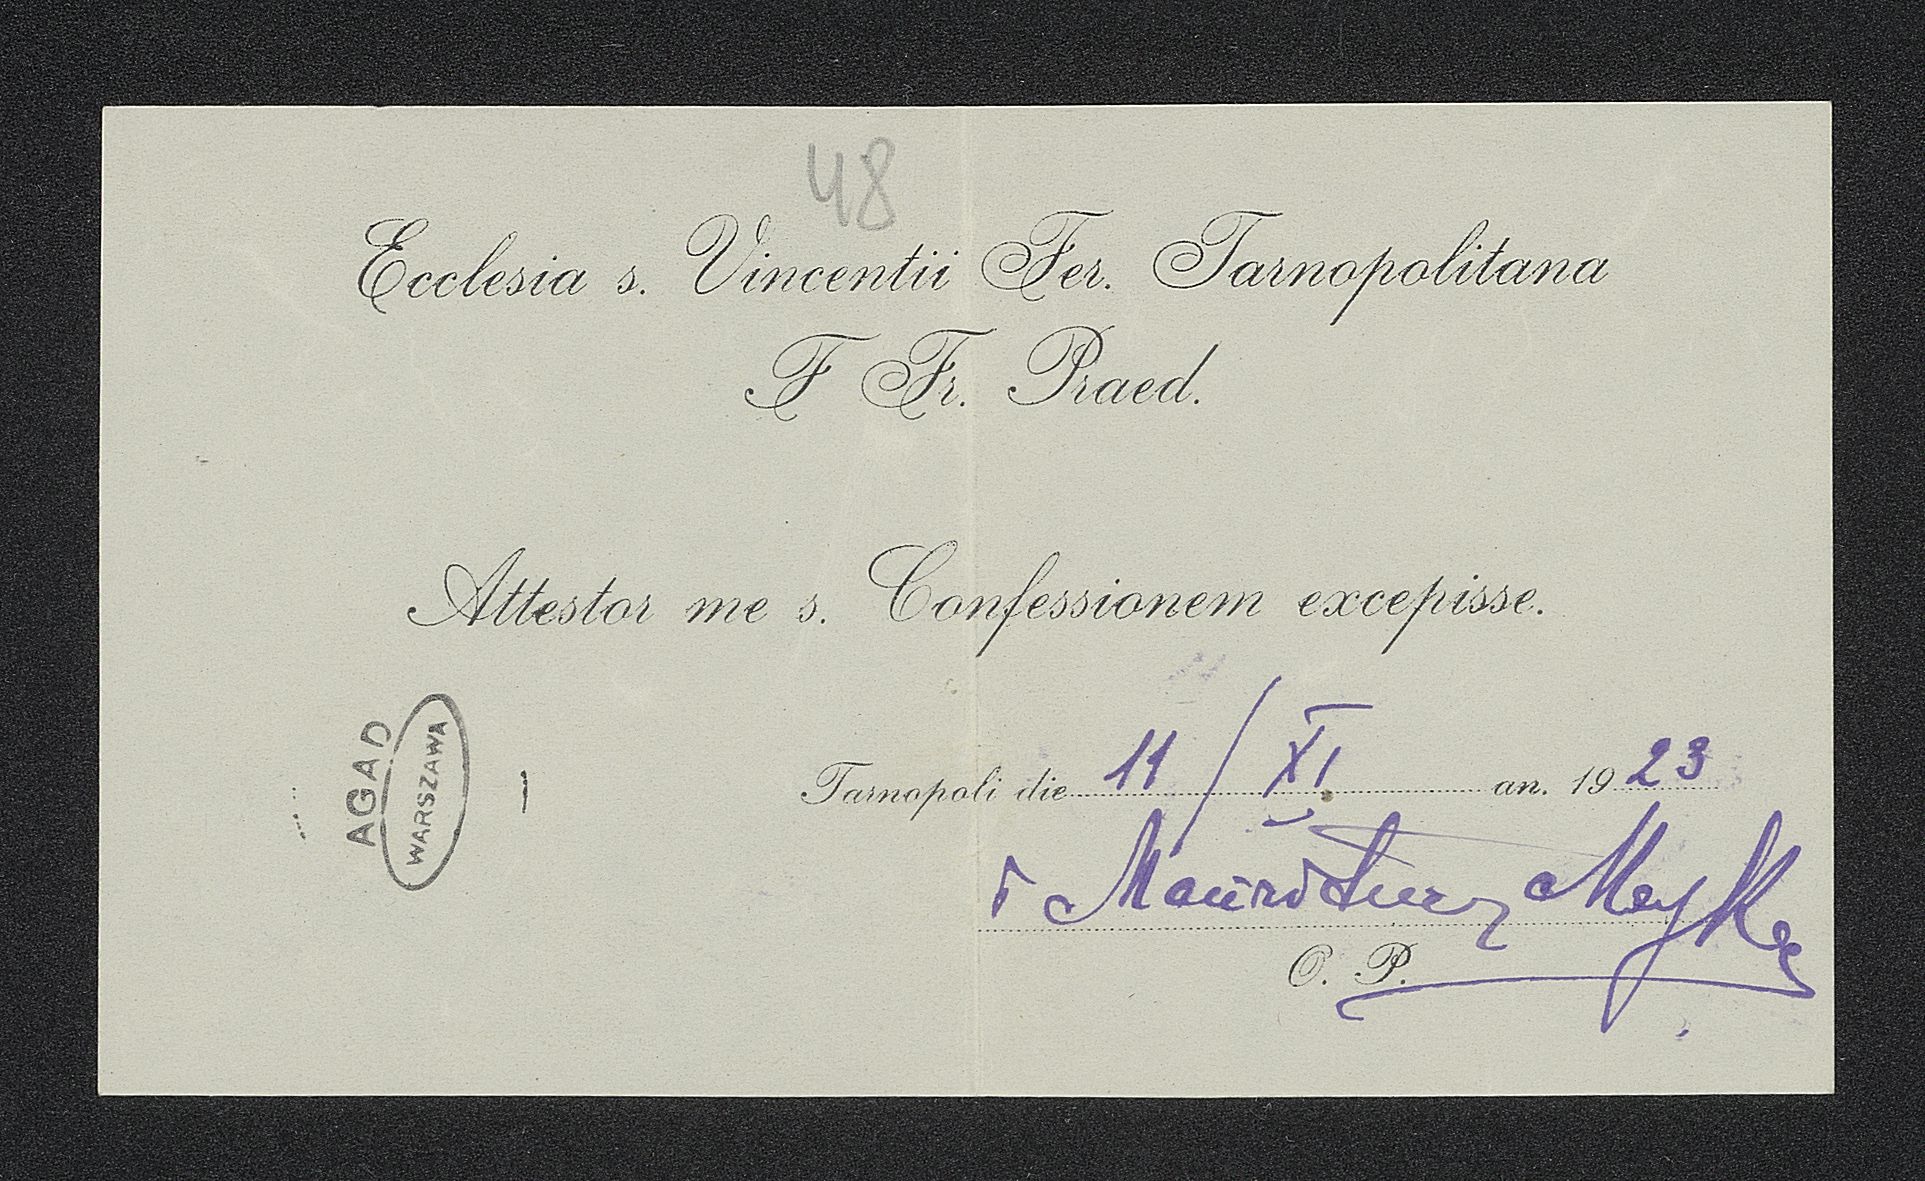 48
Ecclesia s. Vincentii Fer. Tarnopolitana
F Fr. Praed.
Attestor me s. Confessionem excepisse.
AGAD
WARSZAWA
Tarnopoli die 11/XI an. 1923
O. P.